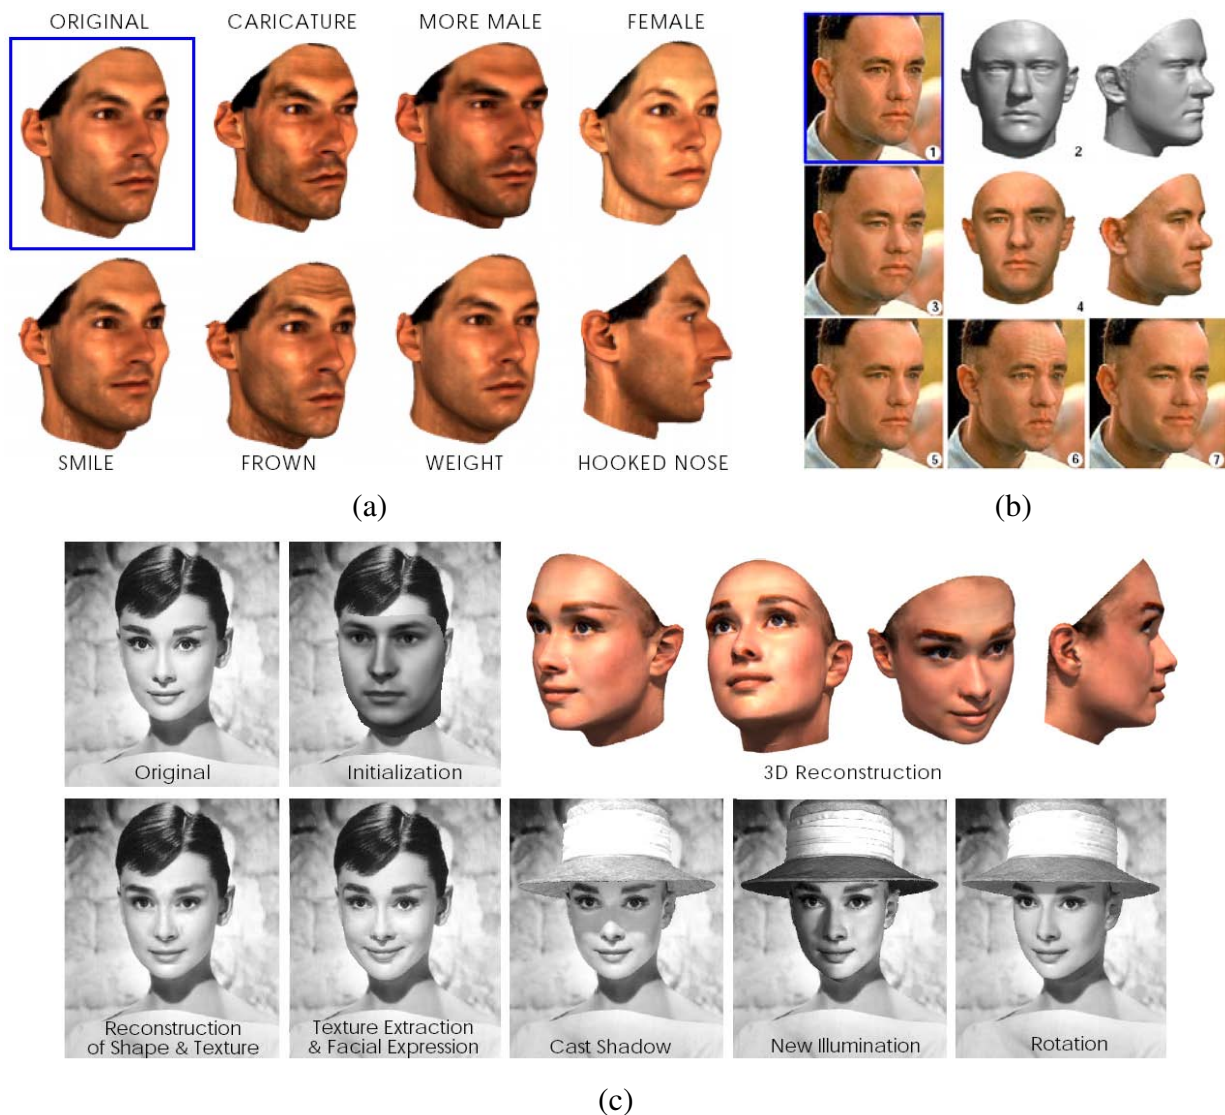 ORIGINAL CARICATURE MORE MALE FEMALE
SMILE FROWN WEIGHT HOOKED NOSE
(a)
1
2
3
4
5
6
7
(b)
Original
Initialization
3D Reconstruction
Reconstruction
of Shape & Texture
Texture Extraction
& Facial Expression
Cast Shadow
New Illumination
Rotation
(c)